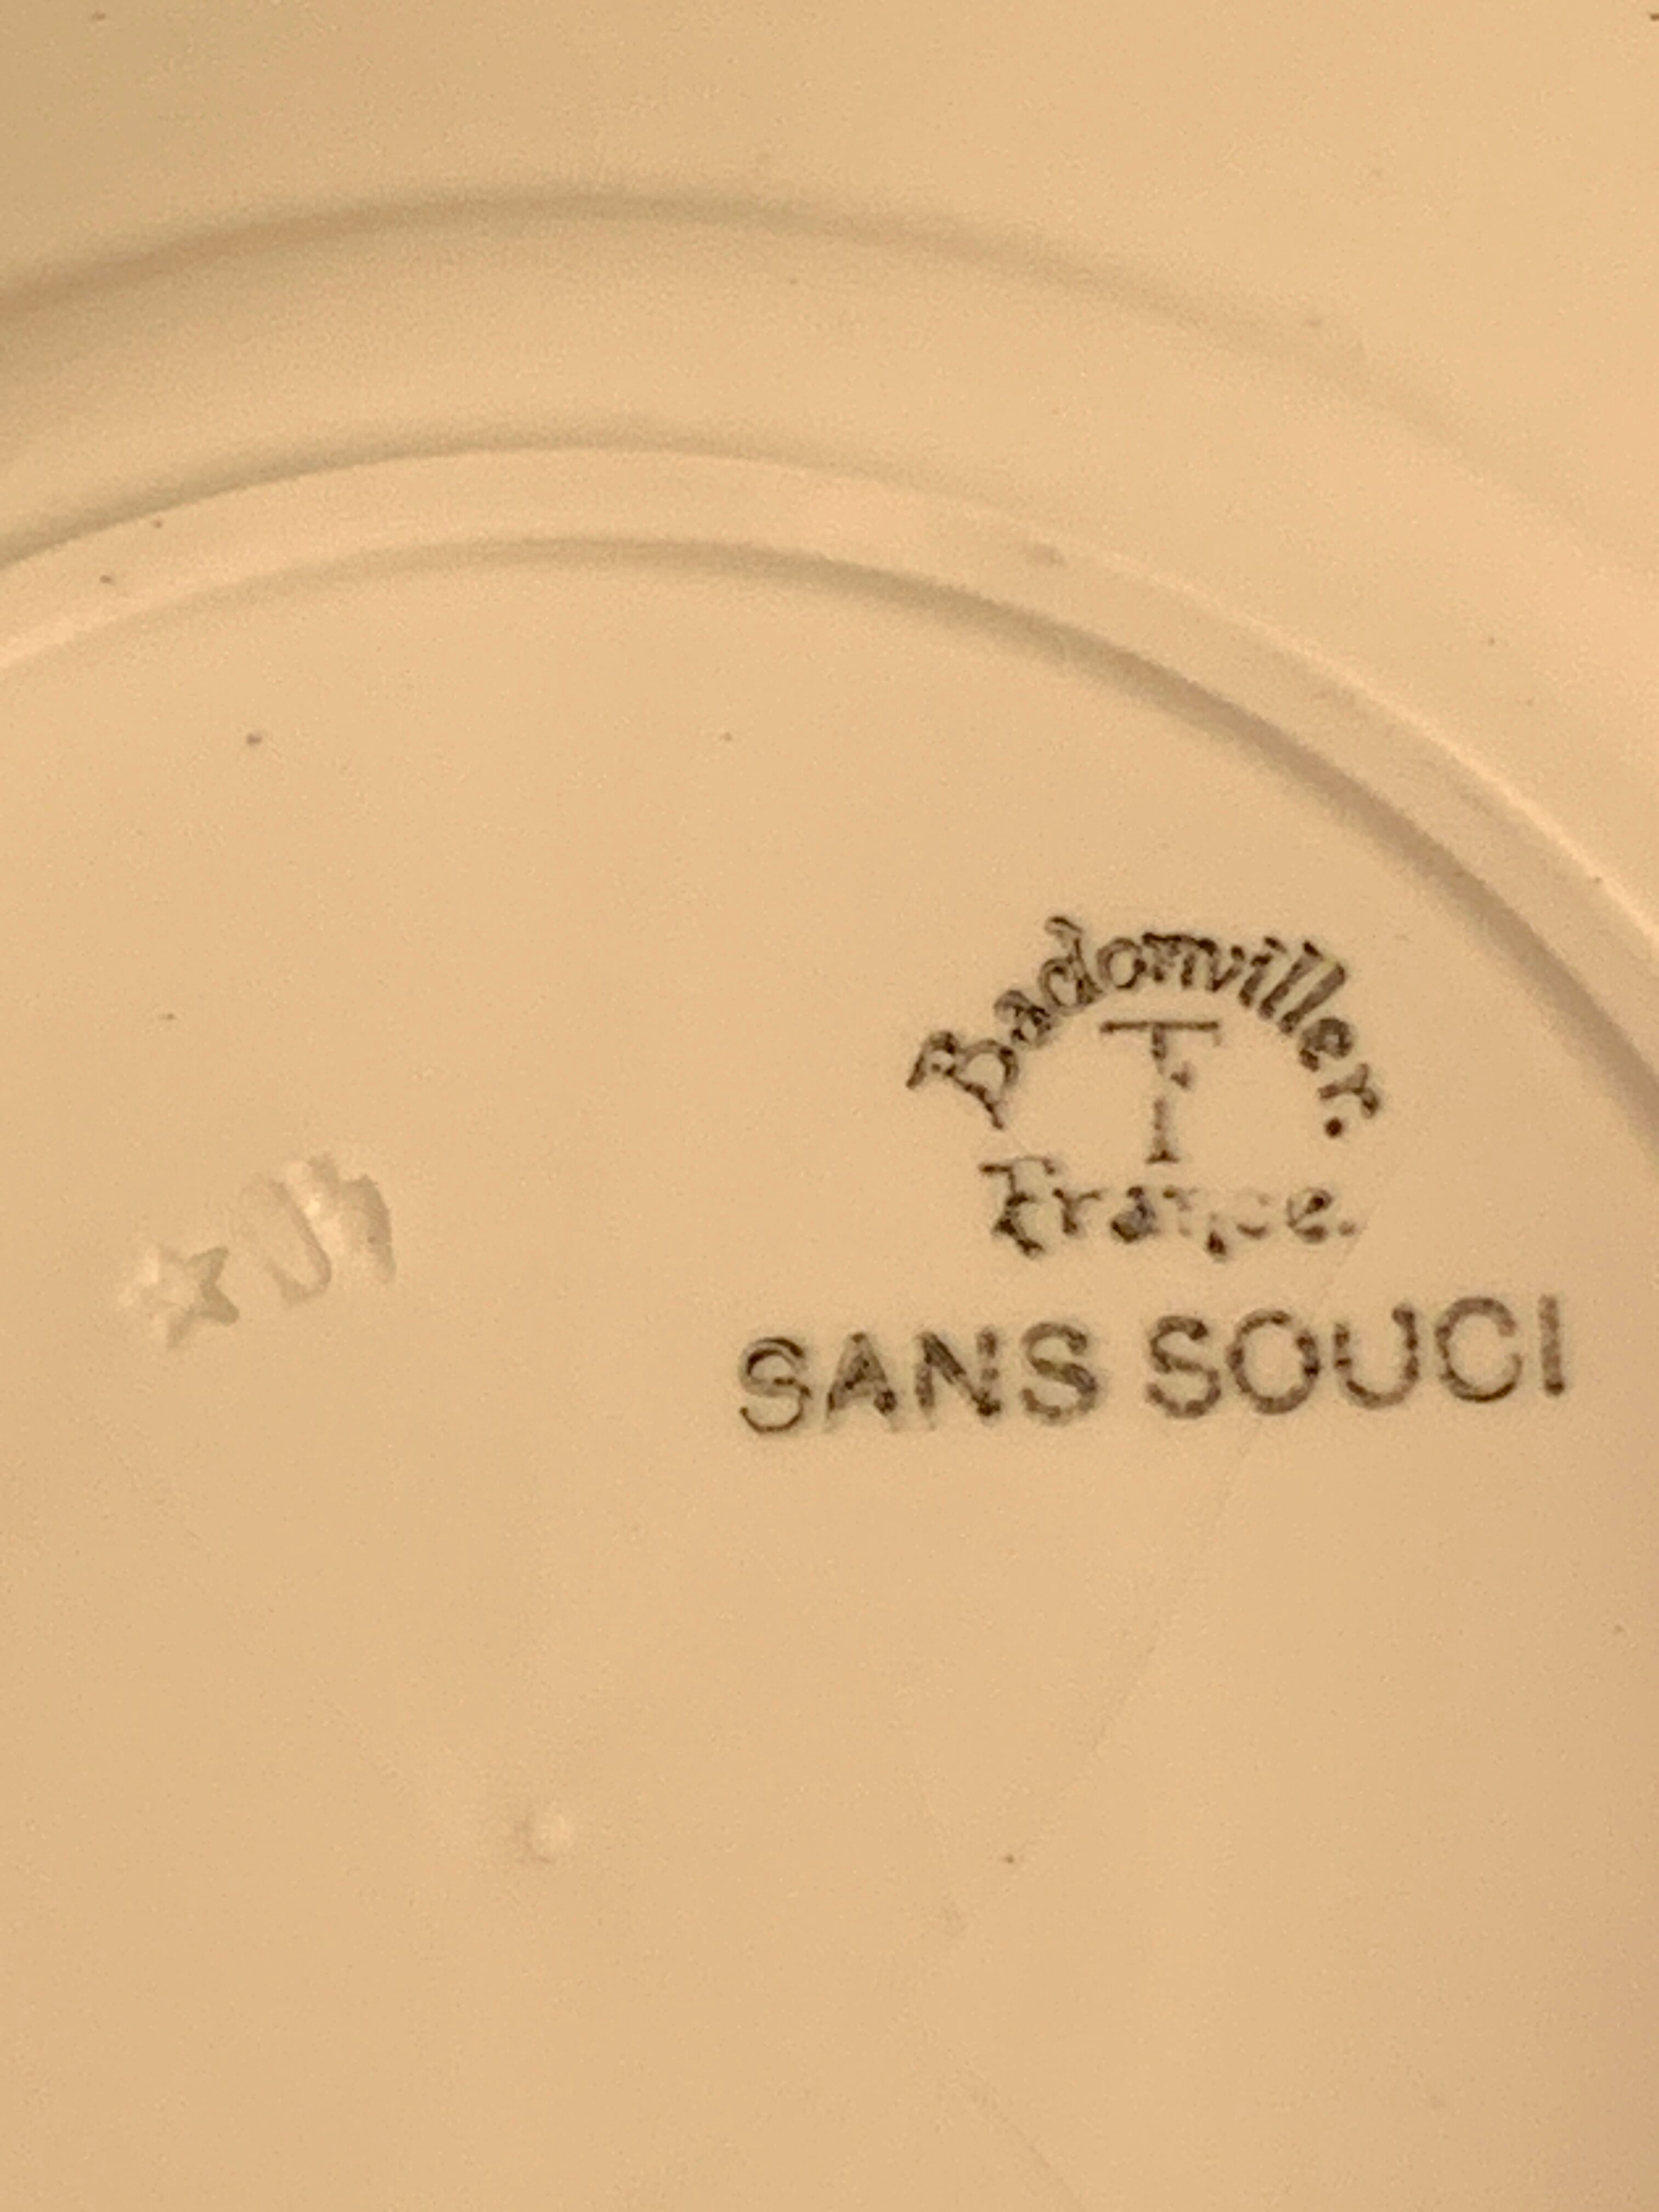 Badonviller.
T
France.
SANS SOUCI